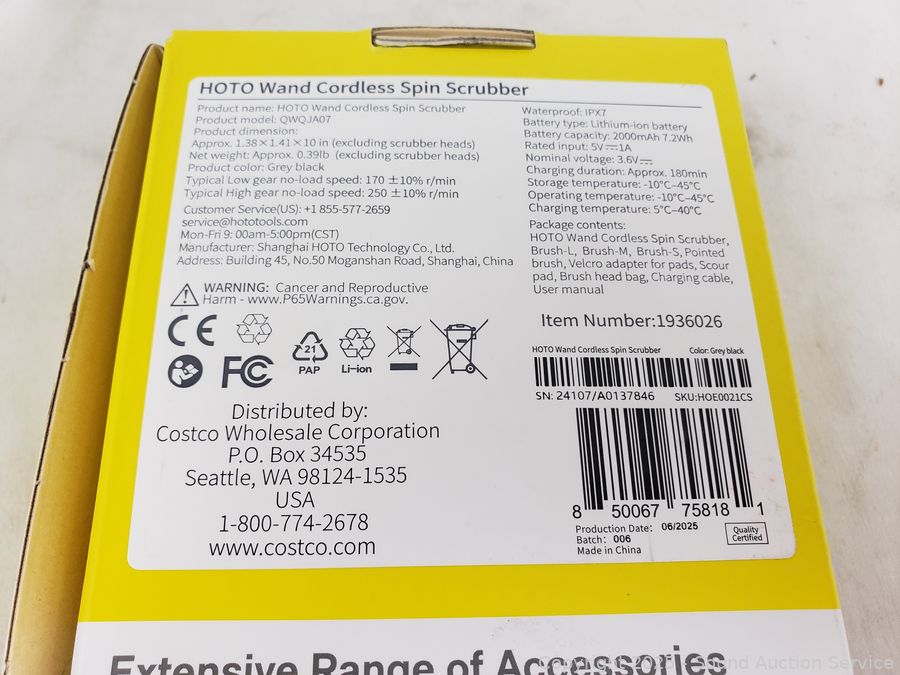 HOTO Wand Cordless Spin Scrubber
Product name: HOTO Wand Cordless Spin Scrubber
Product model: QWQJA07
Product dimension:
Approx. 1.38×1.41×10 in (excluding scrubber heads)
Net weight: Approx. 0.39lb (excluding scrubber heads)
Product color: Grey black
Typical Low gear no-load speed: 170 ±10% r/min
Typical High gear no-load speed: 250 ±10% r/min
Customer Service(US): +1 855-577-2659
service@hototools.com
Mon-Fri 9: 00am-5:00pm(CST)
Manufacturer: Shanghai HOTO Technology Co., Ltd.
Address: Building 45, No.50 Moganshan Road, Shanghai, China
WARNING: Cancer and Reproductive
Harm - www.P65Warnings.ca.gov.
CE
FC
21
PAP
Li-ion
Distributed by:
Costco Wholesale Corporation
P.O. Box 34535
Seattle, WA 98124-1535
USA
1-800-774-2678
www.costco.com
Waterproof: IPX7
Battery type: Lithium-ion battery
Battery capacity: 2000mAh 7.2Wh
Rated input: 5V⎓1A
Nominal voltage: 3.6V⎓
Charging duration: Approx. 180min
Storage temperature: -10°C–45°C
Operating temperature: -10°C–45°C
Charging temperature: 5°C–40°C
Package contents:
HOTO Wand Cordless Spin Scrubber,
Brush-L, Brush-M, Brush-S, Pointed
brush, Velcro adapter for pads, Scour
pad, Brush head bag, Charging cable,
User manual
Item Number:1936026
HOTO Wand Cordless Spin Scrubber Color: Grey black
SN: 24107/A0137846 SKU:HOE0021CS
8 50067 75818 1
Production Date: 06/2025
Batch: 006
Made in China
Quality
Certified
Extensive Range of Accessories